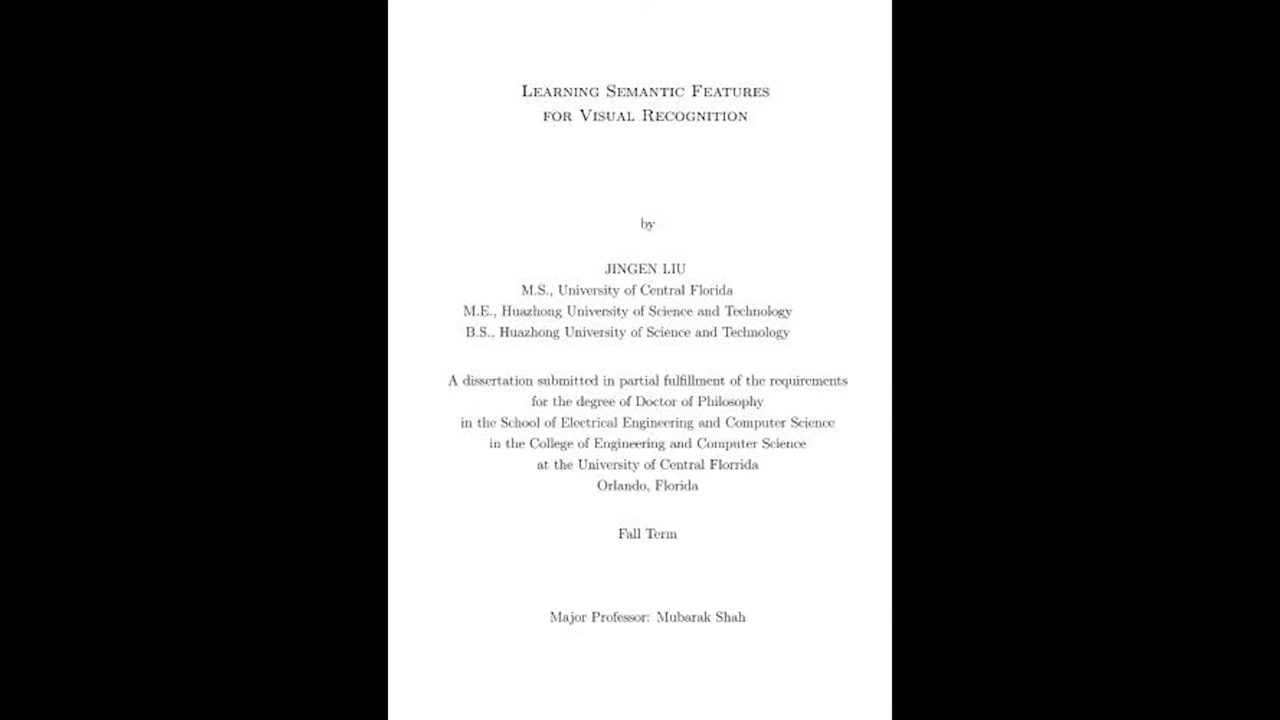 LEARNING SEMANTIC FEATURES
FOR VISUAL RECOGNITION
by
JINGEN LIU
M.S., University of Central Florida
M.E., Huazhong University of Science and Technology
B.S., Huazhong University of Science and Technology
A dissertation submitted in partial fulfillment of the requirements
for the degree of Doctor of Philosophy
in the School of Electrical Engineering and Computer Science
in the College of Engineering and Computer Science
at the University of Central Florrida
Orlando, Florida
Fall Term
Major Professor: Mubarak Shah